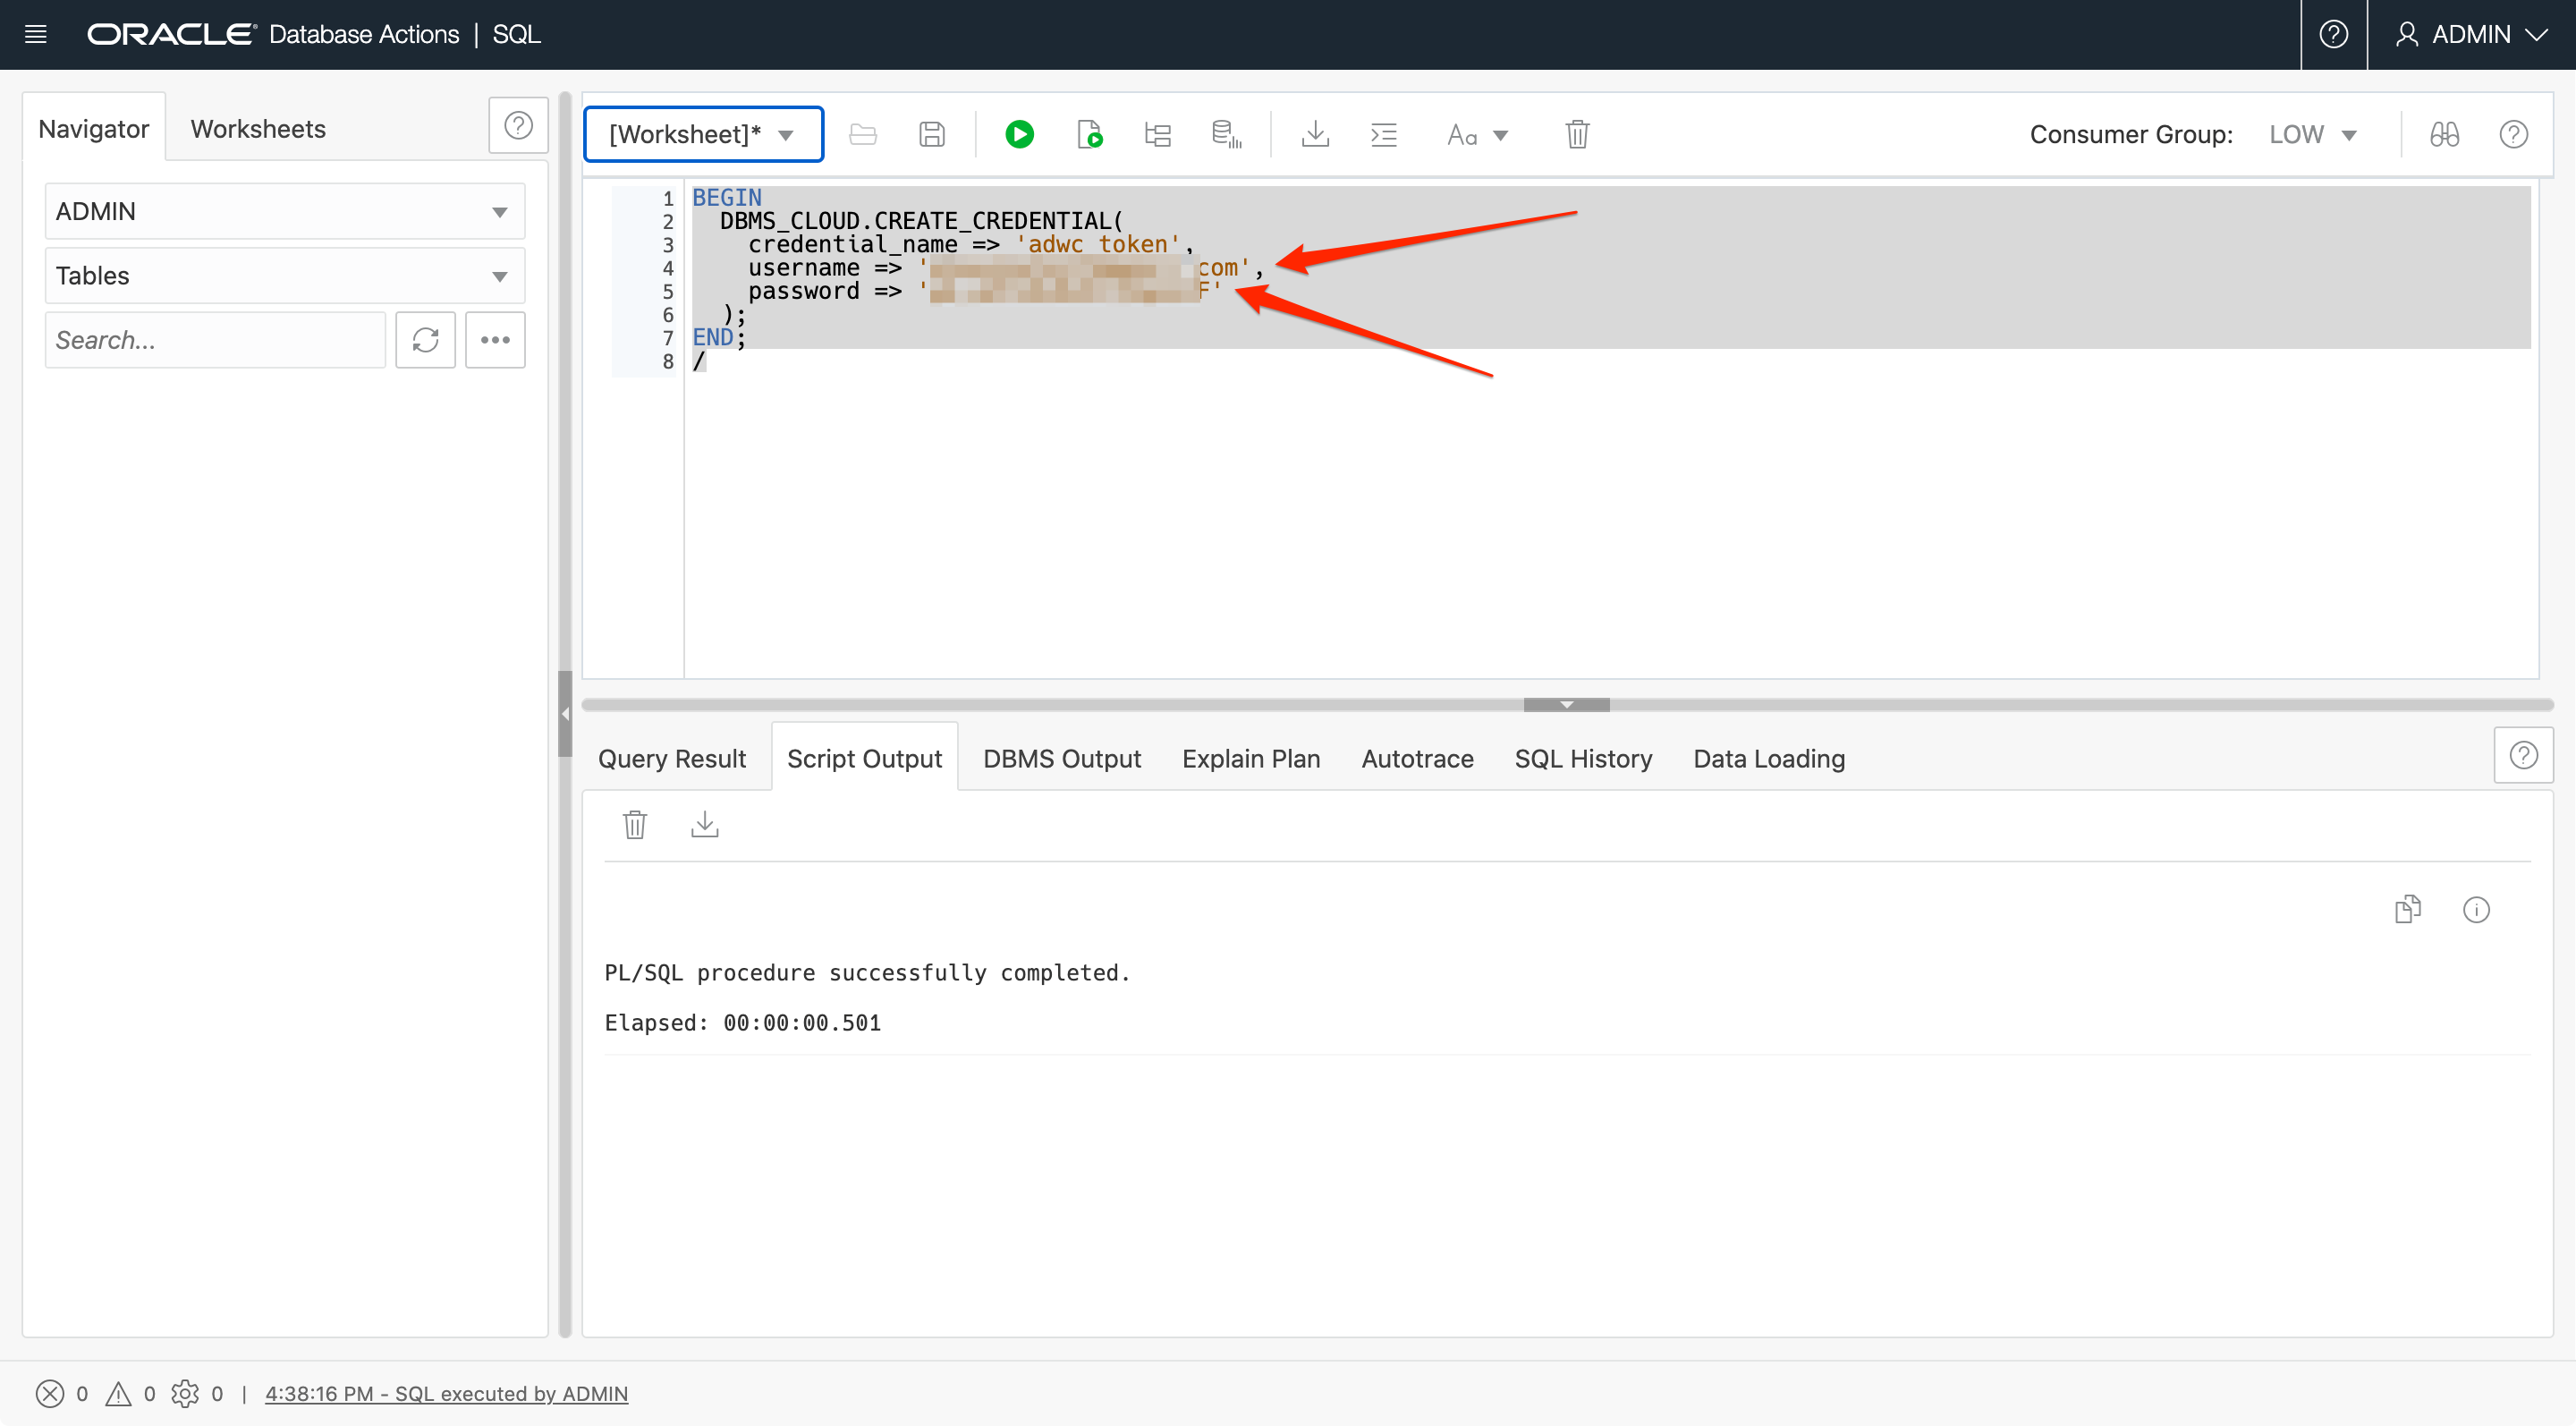 ORACLE Database Actions | SQL
ADMIN
Navigator
Worksheets
[Worksheet]*
Aa
Consumer Group: LOW
ADMIN
Tables
Search...
1 BEGIN
2 DBMS_CLOUD.CREATE_CREDENTIAL(
3 credential_name => 'adwc_token',
4 username => ' com',
5 password => ' F'
6 );
7 END;
8 /
Query Result
Script Output
DBMS Output
Explain Plan
Autotrace
SQL History
Data Loading
PL/SQL procedure successfully completed.
Elapsed: 00:00:00.501
0 0 0 | 4:38:16 PM - SQL executed by ADMIN